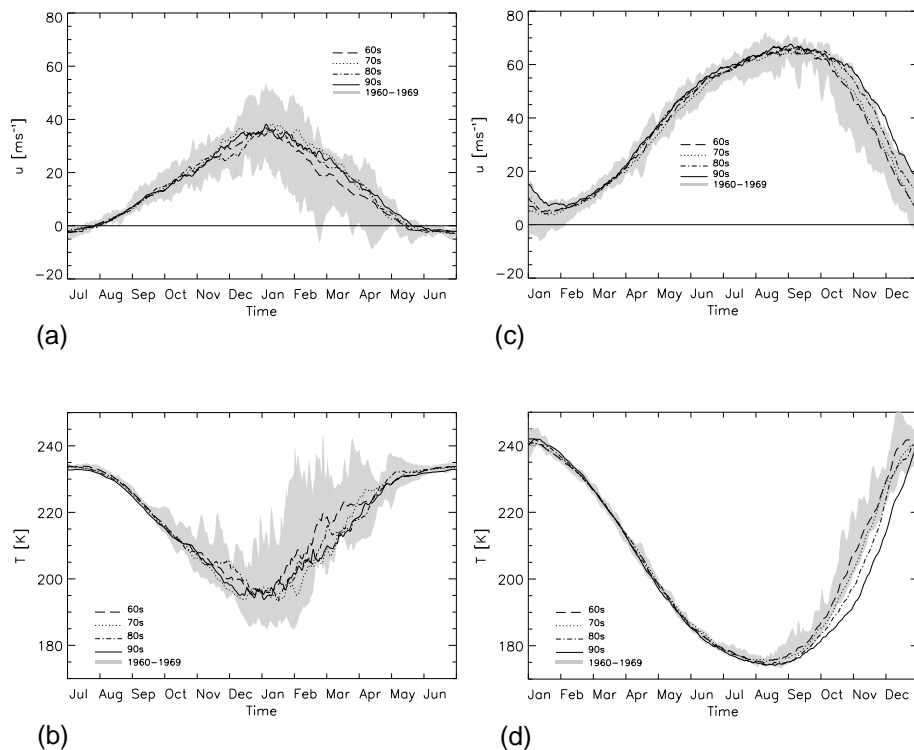 u [ms⁻¹]
80
60
40
20
0
−20
60s
70s
80s
90s
1960−1969
Jul Aug Sep Oct Nov Dec Jan Feb Mar Apr May Jun
Time
(a)
u [ms⁻¹]
80
60
40
20
0
−20
60s
70s
80s
90s
1960−1969
Jan Feb Mar Apr May Jun Jul Aug Sep Oct Nov Dec
Time
(c)
T [K]
240
220
200
180
60s
70s
80s
90s
1960−1969
Jul Aug Sep Oct Nov Dec Jan Feb Mar Apr May Jun
Time
(b)
T [K]
240
220
200
180
60s
70s
80s
90s
1960−1969
Jan Feb Mar Apr May Jun Jul Aug Sep Oct Nov Dec
Time
(d)